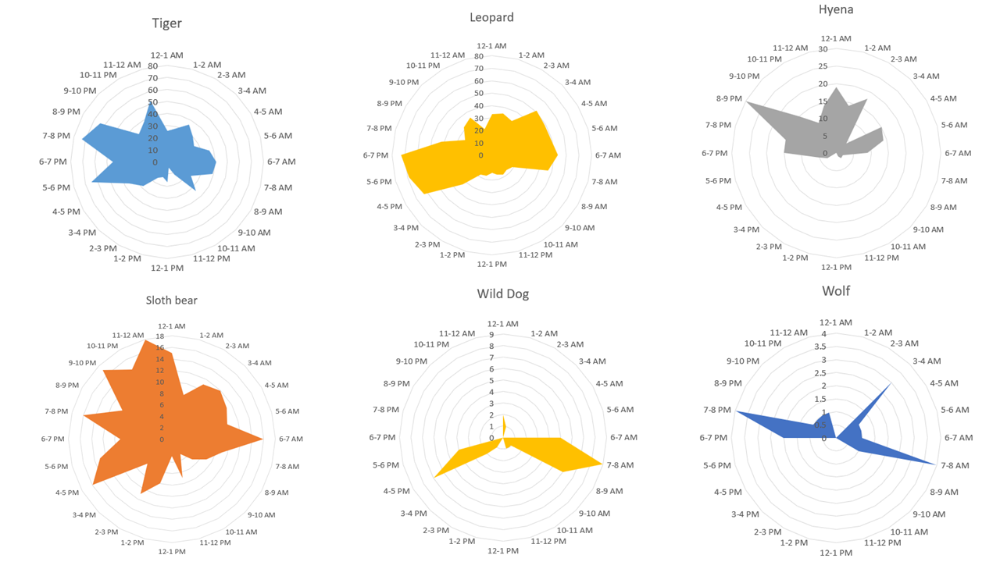 Tiger
12-1 AM
1-2 AM
2-3 AM
3-4 AM
4-5 AM
5-6 AM
6-7 AM
7-8 AM
8-9 AM
9-10 AM
10-11 AM
11-12 PM
12-1 PM
1-2 PM
2-3 PM
3-4 PM
4-5 PM
5-6 PM
6-7 PM
7-8 PM
8-9 PM
9-10 PM
10-11 PM
11-12 AM
80
70
60
50
40
30
20
10
0
Leopard
12-1 AM
1-2 AM
2-3 AM
3-4 AM
4-5 AM
5-6 AM
6-7 AM
7-8 AM
8-9 AM
9-10 AM
10-11 AM
11-12 PM
12-1 PM
1-2 PM
2-3 PM
3-4 PM
4-5 PM
5-6 PM
6-7 PM
7-8 PM
8-9 PM
9-10 PM
10-11 PM
11-12 AM
80
70
60
50
40
30
20
10
0
Hyena
12-1 AM
1-2 AM
2-3 AM
3-4 AM
4-5 AM
5-6 AM
6-7 AM
7-8 AM
8-9 AM
9-10 AM
10-11 AM
11-12 PM
12-1 PM
1-2 PM
2-3 PM
3-4 PM
4-5 PM
5-6 PM
6-7 PM
7-8 PM
8-9 PM
9-10 PM
10-11 PM
11-12 AM
30
25
20
15
10
5
0
Sloth bear
12-1 AM
1-2 AM
2-3 AM
3-4 AM
4-5 AM
5-6 AM
6-7 AM
7-8 AM
8-9 AM
9-10 AM
10-11 AM
11-12 PM
12-1 PM
1-2 PM
2-3 PM
3-4 PM
4-5 PM
5-6 PM
6-7 PM
7-8 PM
8-9 PM
9-10 PM
10-11 PM
11-12 AM
18
16
14
12
10
8
6
4
2
0
Wild Dog
12-1 AM
1-2 AM
2-3 AM
3-4 AM
4-5 AM
5-6 AM
6-7 AM
7-8 AM
8-9 AM
9-10 AM
10-11 AM
11-12 PM
12-1 PM
1-2 PM
2-3 PM
3-4 PM
4-5 PM
5-6 PM
6-7 PM
7-8 PM
8-9 PM
9-10 PM
10-11 PM
11-12 AM
9
8
7
6
5
4
3
2
1
0
Wolf
12-1 AM
1-2 AM
2-3 AM
3-4 AM
4-5 AM
5-6 AM
6-7 AM
7-8 AM
8-9 AM
9-10 AM
10-11 AM
11-12 PM
12-1 PM
1-2 PM
2-3 PM
3-4 PM
4-5 PM
5-6 PM
6-7 PM
7-8 PM
8-9 PM
9-10 PM
10-11 PM
11-12 AM
4
3.5
3
2.5
2
1.5
1
0.5
0